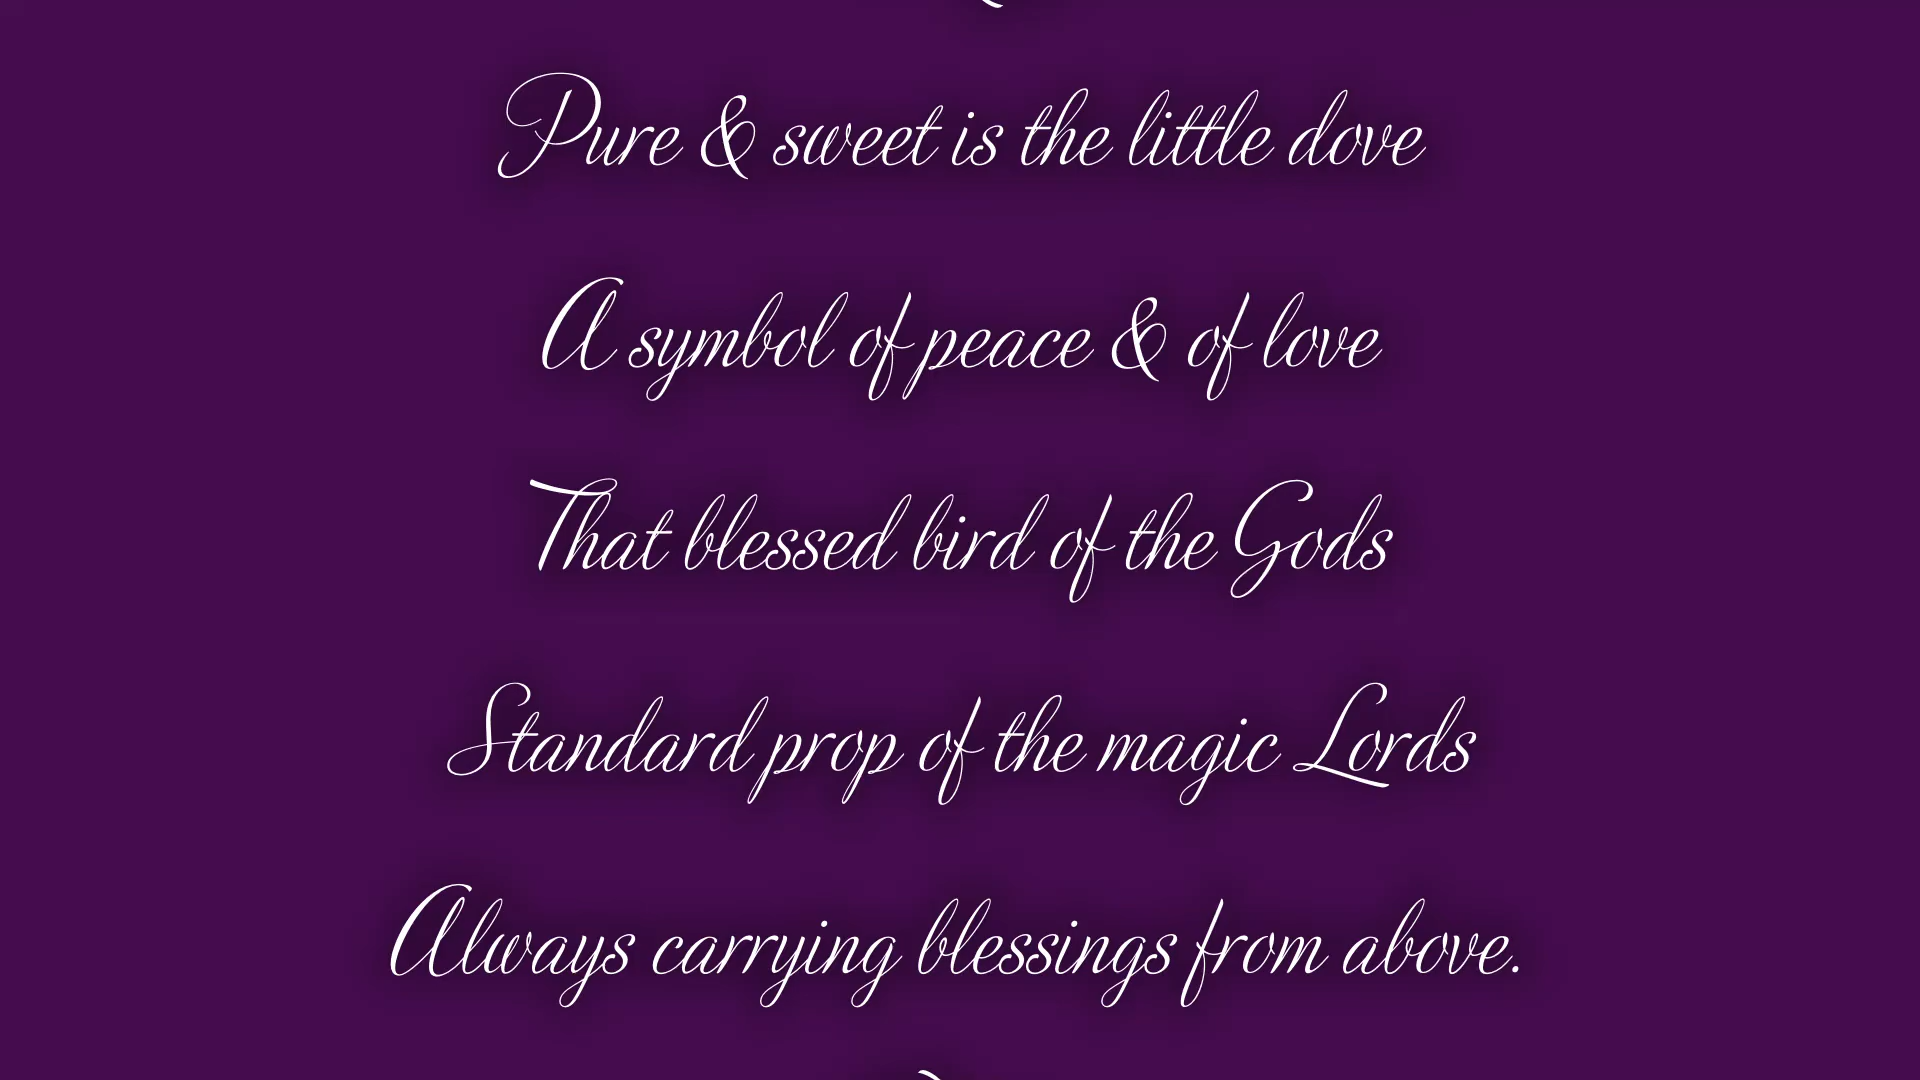 Pure & sweet is the little dove
A symbol of peace & of love
That blessed bird of the Gods
Standard prop of the magic Lords
Always carrying blessings from above.